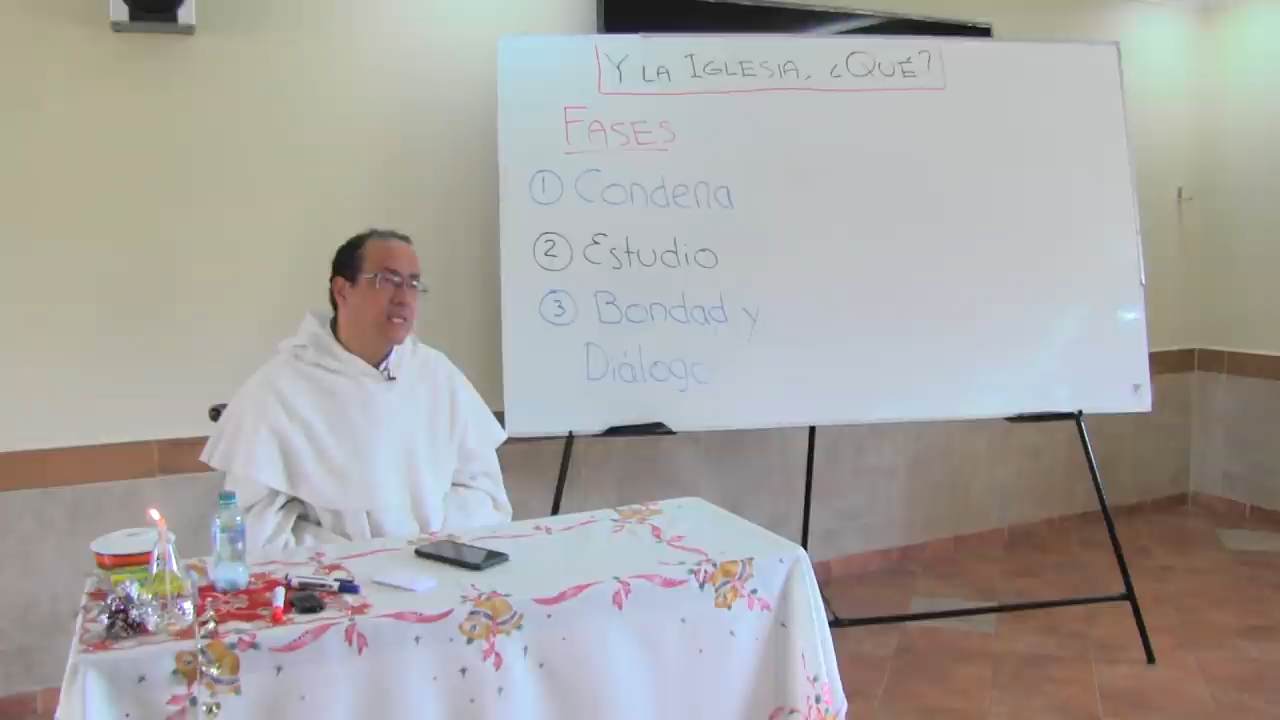 Y LA IGLESIA, ¿QUÉ?
FASES
① Condena
② Estudio
③ Bondad y
Diálogo